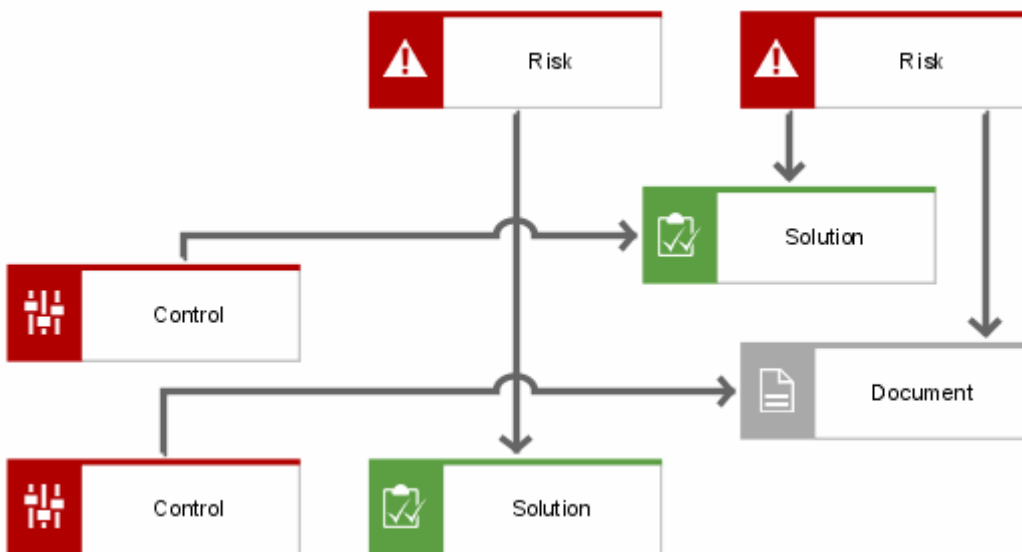 Risk
Risk
Solution
Control
Document
Control
Solution